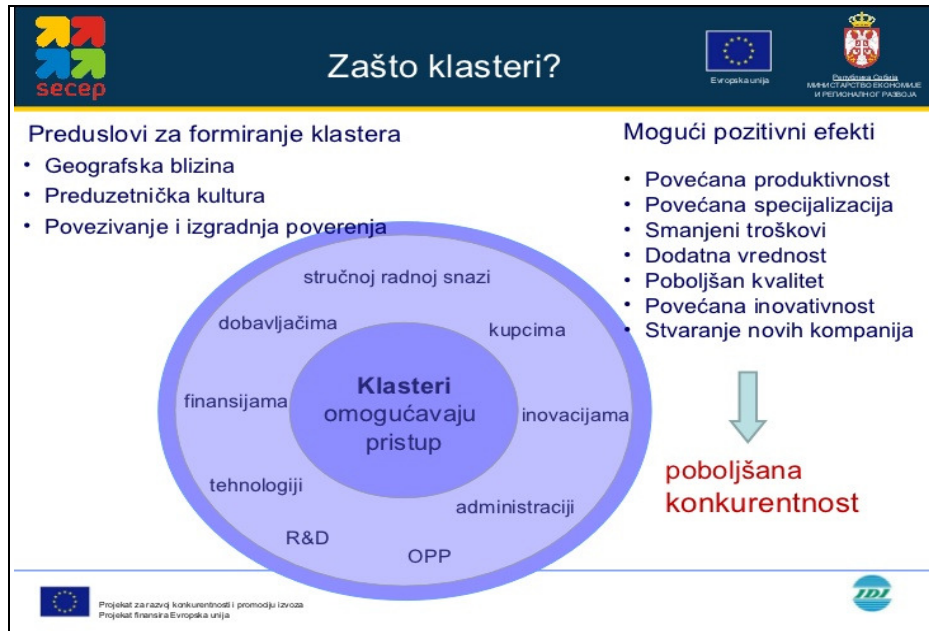 secep
Zašto klasteri?
Evropska unija
Република Србија
МИНИСТАРСТВО ЕКОНОМИЈЕ
И РЕГИОНАЛНОГ РАЗВОЈА
Preduslovi za formiranje klastera
• Geografska blizina
• Preduzetnička kultura
• Povezivanje i izgradnja poverenja
stručnoj radnoj snazi
dobavljačima
kupcima
finansijama
Klasteri
omogućavaju
pristup
inovacijama
tehnologiji
administraciji
R&D
OPP
Mogući pozitivni efekti
• Povećana produktivnost
• Povećana specijalizacija
• Smanjeni troškovi
• Dodatna vrednost
• Poboljšan kvalitet
• Povećana inovativnost
• Stvaranje novih kompanija
poboljšana
konkurentnost
Projekat za razvoj konkurentnosti i promociju izvoza
Projekat finansira Evropska unija